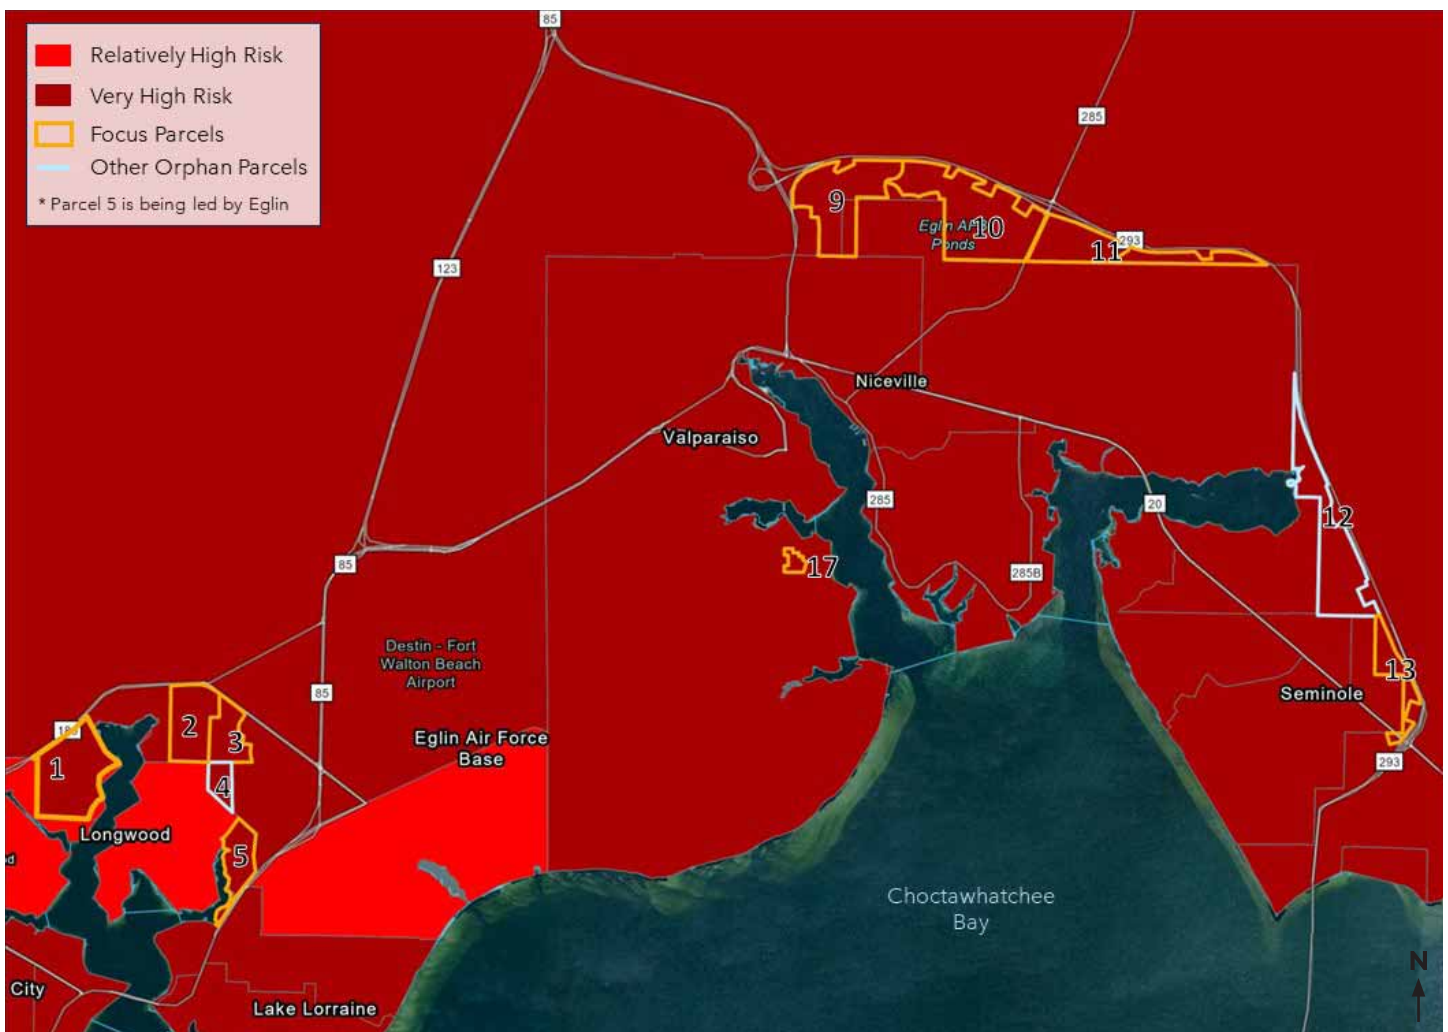 Relatively High Risk
Very High Risk
Focus Parcels
Other Orphan Parcels
* Parcel 5 is being led by Eglin
85
285
123
9
Eglin AFB
Ponds
10
11
293
Niceville
Valparaiso
285
20
12
85
17
285B
Destin - Fort
Walton Beach
Airport
85
Seminole
13
1
2
3
Eglin Air Force
Base
293
4
Longwood
5
Choctawhatchee
Bay
N
City
Lake Lorraine